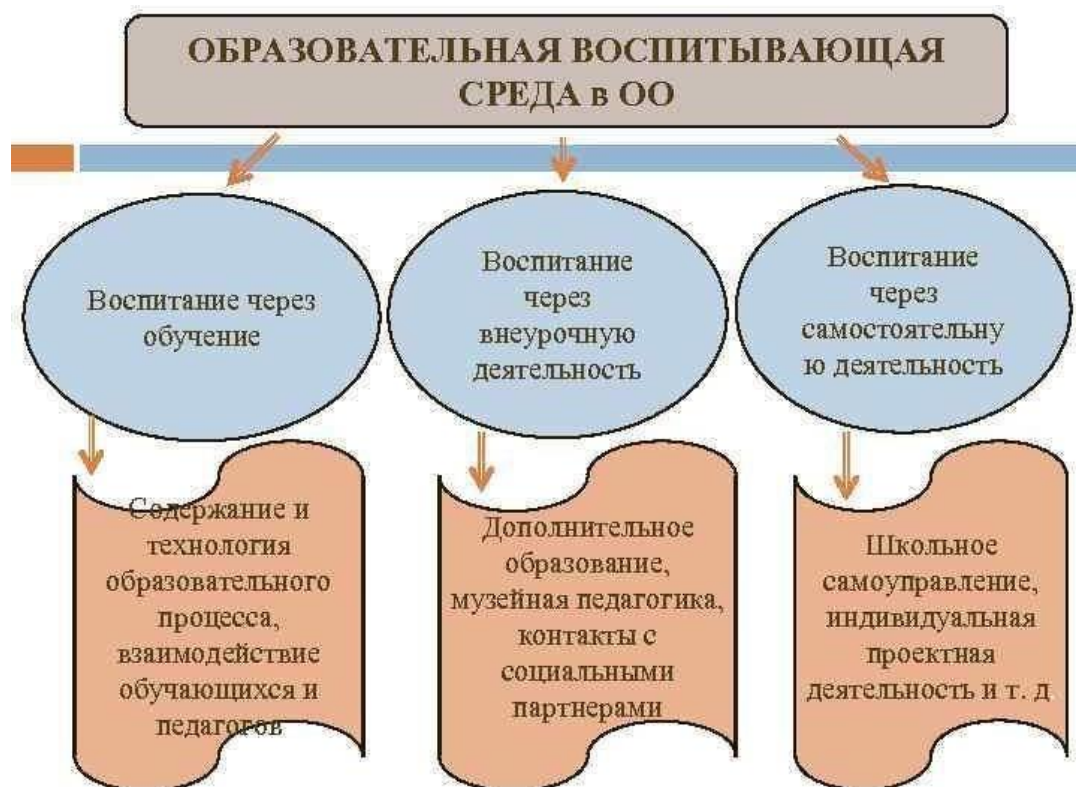 ОБРАЗОВАТЕЛЬНАЯ ВОСПИТЫВАЮЩАЯ
СРЕДА в ОО
Воспитание через
обучение
Воспитание
через
внеурочную
деятельность
Воспитание
через
самостоятельну
ю деятельность
Содержание и
технология
образовательного
процесса,
взаимодействие
обучающихся и
педагогов
Дополнительное
образование,
музейная педагогика,
контакты с
социальными
партнерами
Школьное
самоуправление,
индивидуальная
проектная
деятельность и т. д